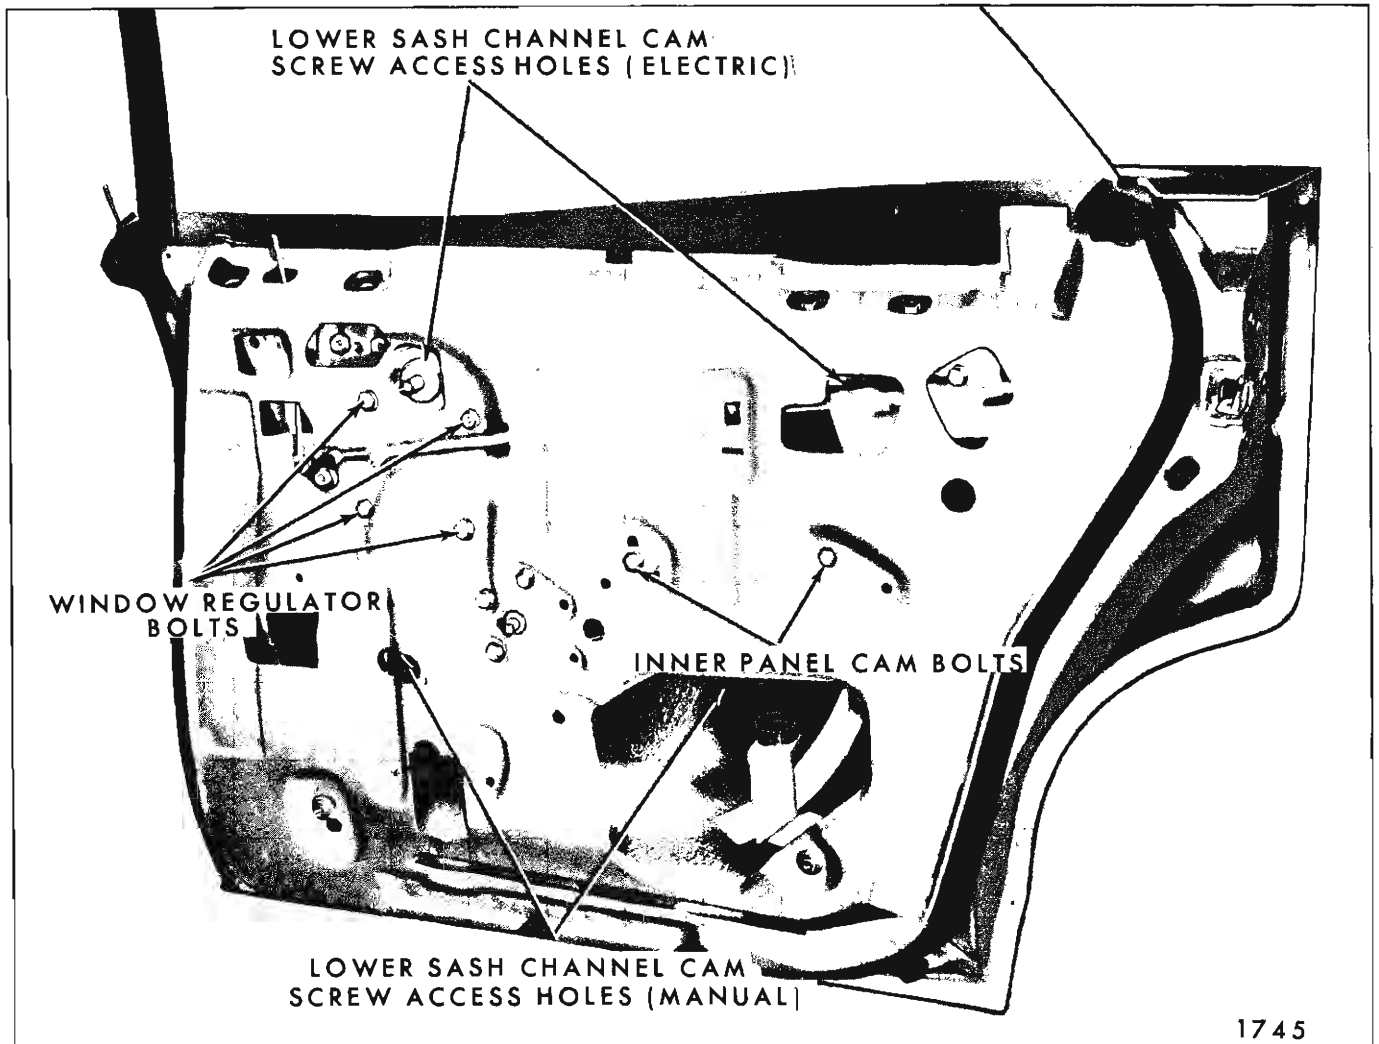 LOWER SASH CHANNEL CAM
SCREW ACCESS HOLES (ELECTRIC)
WINDOW REGULATOR
BOLTS
INNER PANEL CAM BOLTS
LOWER SASH CHANNEL CAM
SCREW ACCESS HOLES (MANUAL)
1745